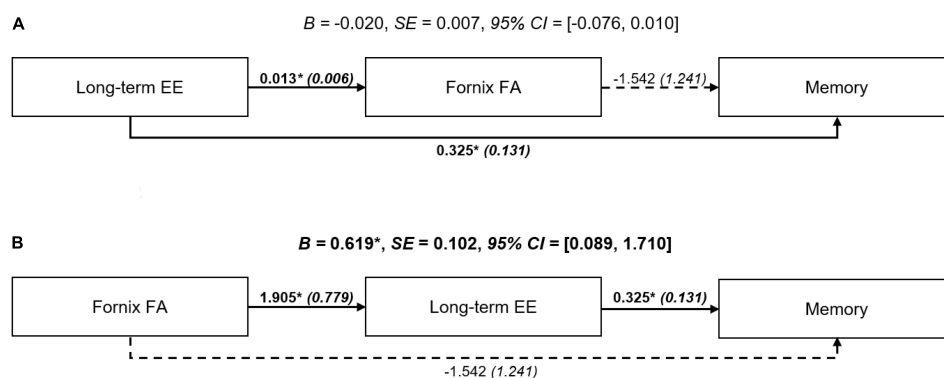 A
B = -0.020, SE = 0.007, 95% CI = [-0.076, 0.010]
Long-term EE
0.013* (0.006)
Fornix FA
-1.542 (1.241)
Memory
0.325* (0.131)
B
B = 0.619*, SE = 0.102, 95% CI = [0.089, 1.710]
Fornix FA
1.905* (0.779)
Long-term EE
0.325* (0.131)
Memory
-1.542 (1.241)